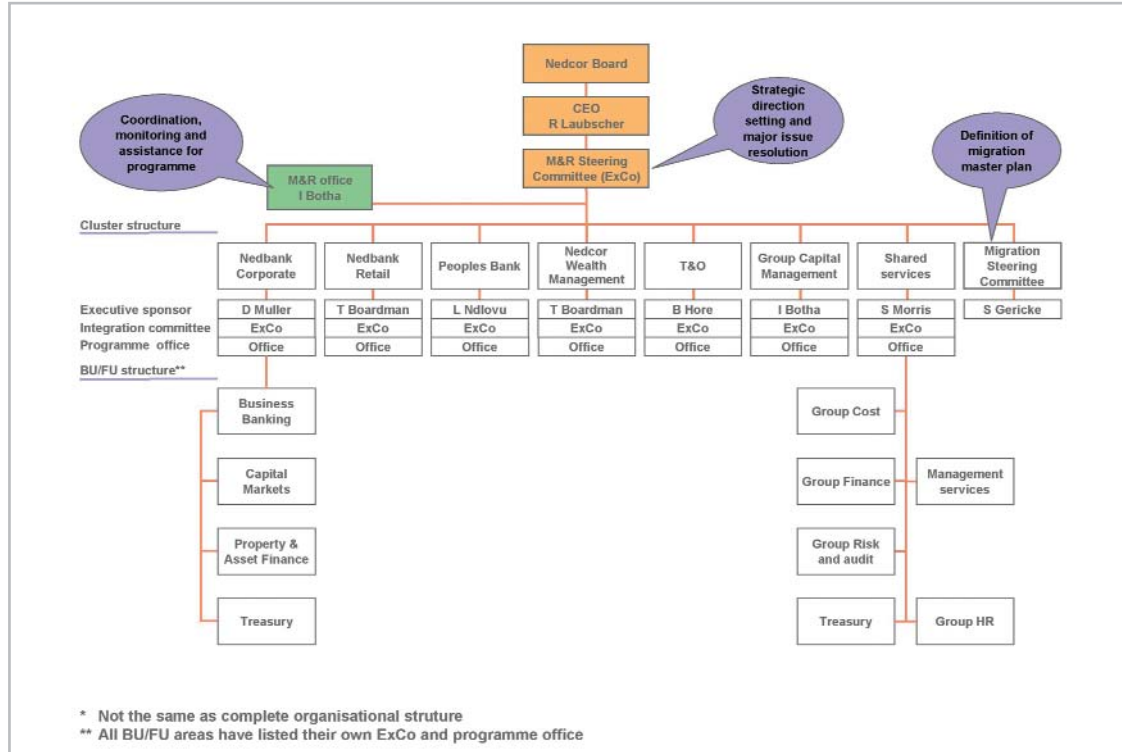 Nedcor Board
CEO
R Laubscher
M&R Steering
Committee (ExCo)
Strategic
direction
setting and
major issue
resolution
Coordination,
monitoring and
assistance for
programme
Definition of
migration
master plan
M&R office
I Botha
Cluster structure
Nedbank
Corporate
Nedbank
Retail
Peoples Bank
Nedcor
Wealth
Management
T&O
Group Capital
Management
Shared
services
Migration
Steering
Committee
Executive sponsor
D Muller
T Boardman
L Ndlovu
T Boardman
B Hore
I Botha
S Morris
S Gericke
Integration committee
ExCo
ExCo
ExCo
ExCo
ExCo
ExCo
ExCo
Programme office
Office
Office
Office
Office
Office
Office
Office
BU/FU structure**
Business
Banking
Capital
Markets
Property &
Asset Finance
Treasury
Group Cost
Group Finance
Management
services
Group Risk
and audit
Treasury
Group HR
* Not the same as complete organisational struture
** All BU/FU areas have listed their own ExCo and programme office